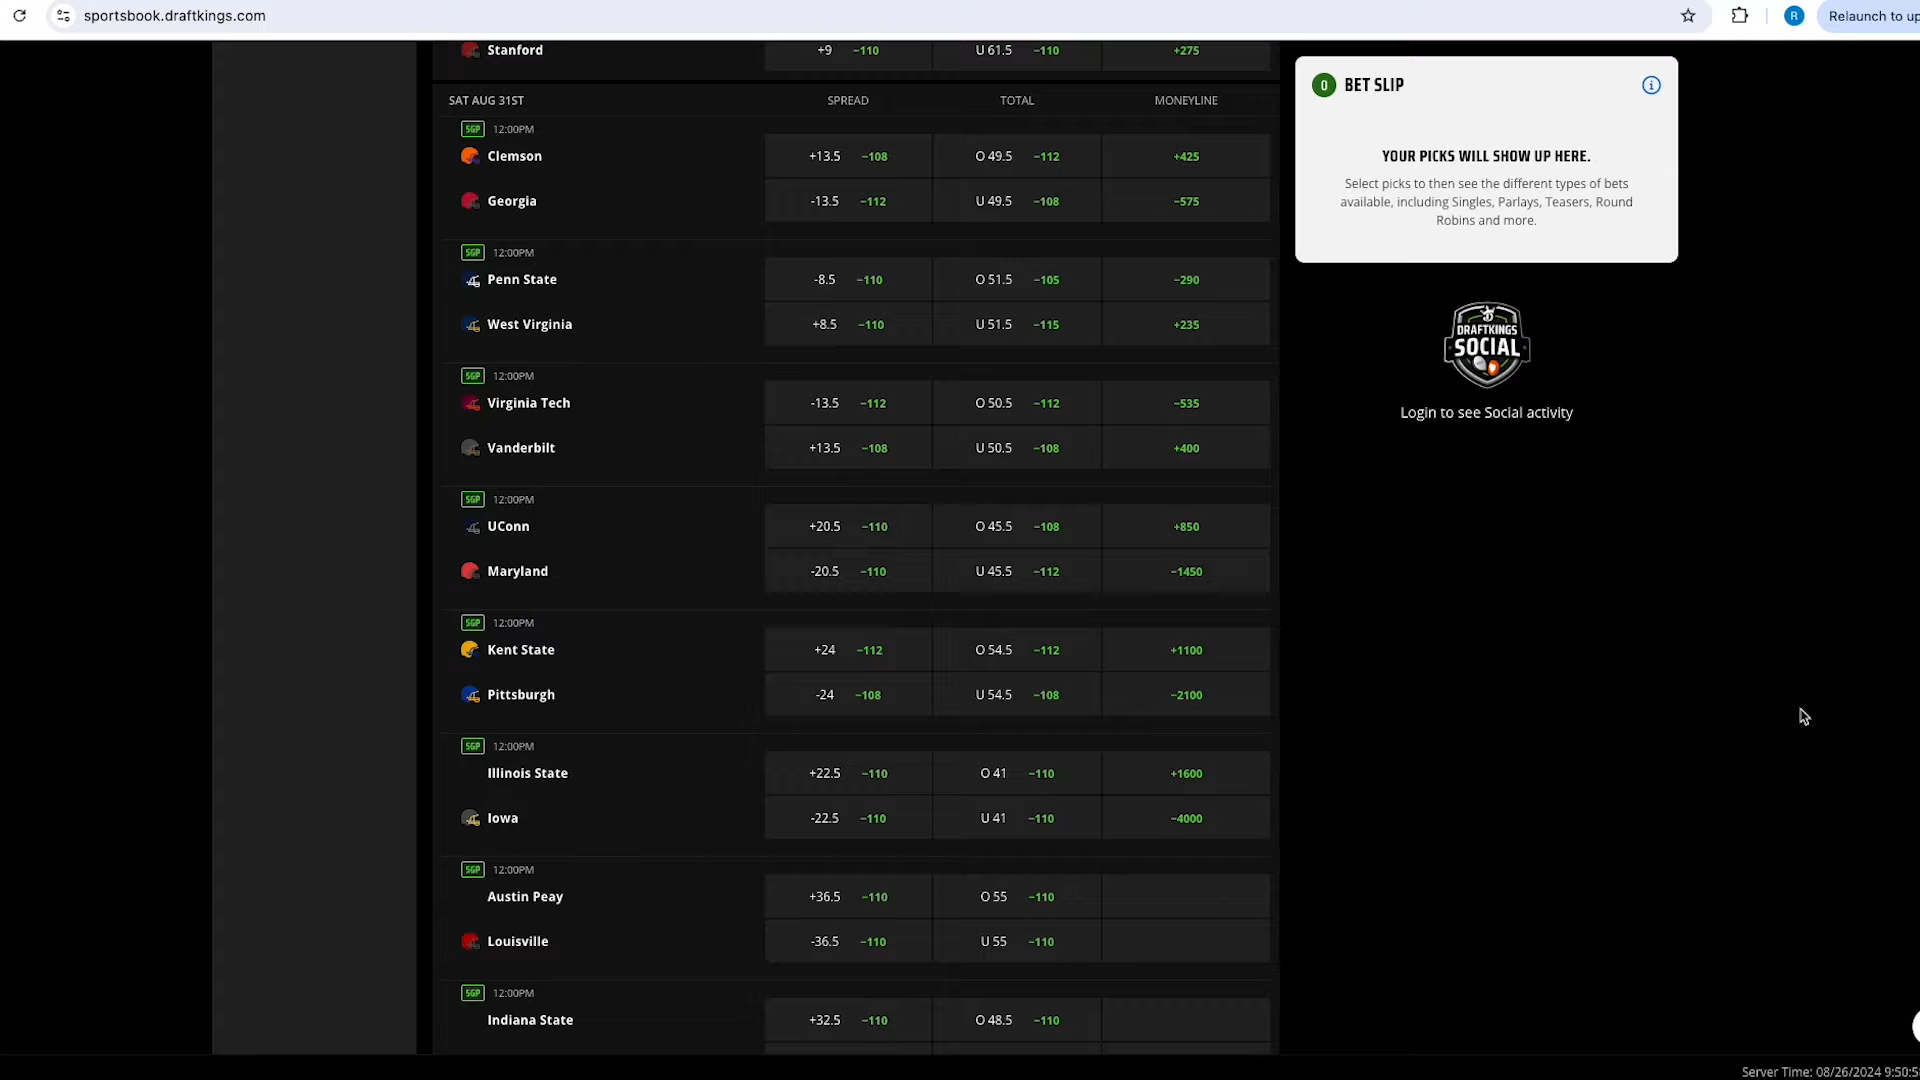 sportsbook.draftkings.com
R
Relaunch to up
Stanford +9 −110 U 61.5 −110 +275
SAT AUG 31ST SPREAD TOTAL MONEYLINE
SGP 12:00PM
Clemson +13.5 −108 O 49.5 −112 +425
Georgia -13.5 −112 U 49.5 −108 −575
SGP 12:00PM
Penn State -8.5 −110 O 51.5 −105 −290
West Virginia +8.5 −110 U 51.5 −115 +235
SGP 12:00PM
Virginia Tech -13.5 −112 O 50.5 −112 −535
Vanderbilt +13.5 −108 U 50.5 −108 +400
SGP 12:00PM
UConn +20.5 −110 O 45.5 −108 +850
Maryland -20.5 −110 U 45.5 −112 −1450
SGP 12:00PM
Kent State +24 −112 O 54.5 −112 +1100
Pittsburgh -24 −108 U 54.5 −108 −2100
SGP 12:00PM
Illinois State +22.5 −110 O 41 −110 +1600
Iowa -22.5 −110 U 41 −110 −4000
SGP 12:00PM
Austin Peay +36.5 −110 O 55 −110
Louisville -36.5 −110 U 55 −110
SGP 12:00PM
Indiana State +32.5 −110 O 48.5 −110
0 BET SLIP
YOUR PICKS WILL SHOW UP HERE.
Select picks to then see the different types of bets
available, including Singles, Parlays, Teasers, Round
Robins and more.
DRAFTKINGS
SOCIAL
Login to see Social activity
Server Time: 08/26/2024 9:50:5